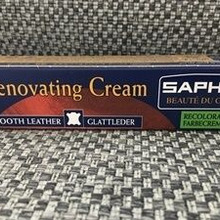 enovating Cream
SAPH
BEAUTÉ DU C
OOTH LEATHER GLATTLEDER
RECOLORA
FARBECREM